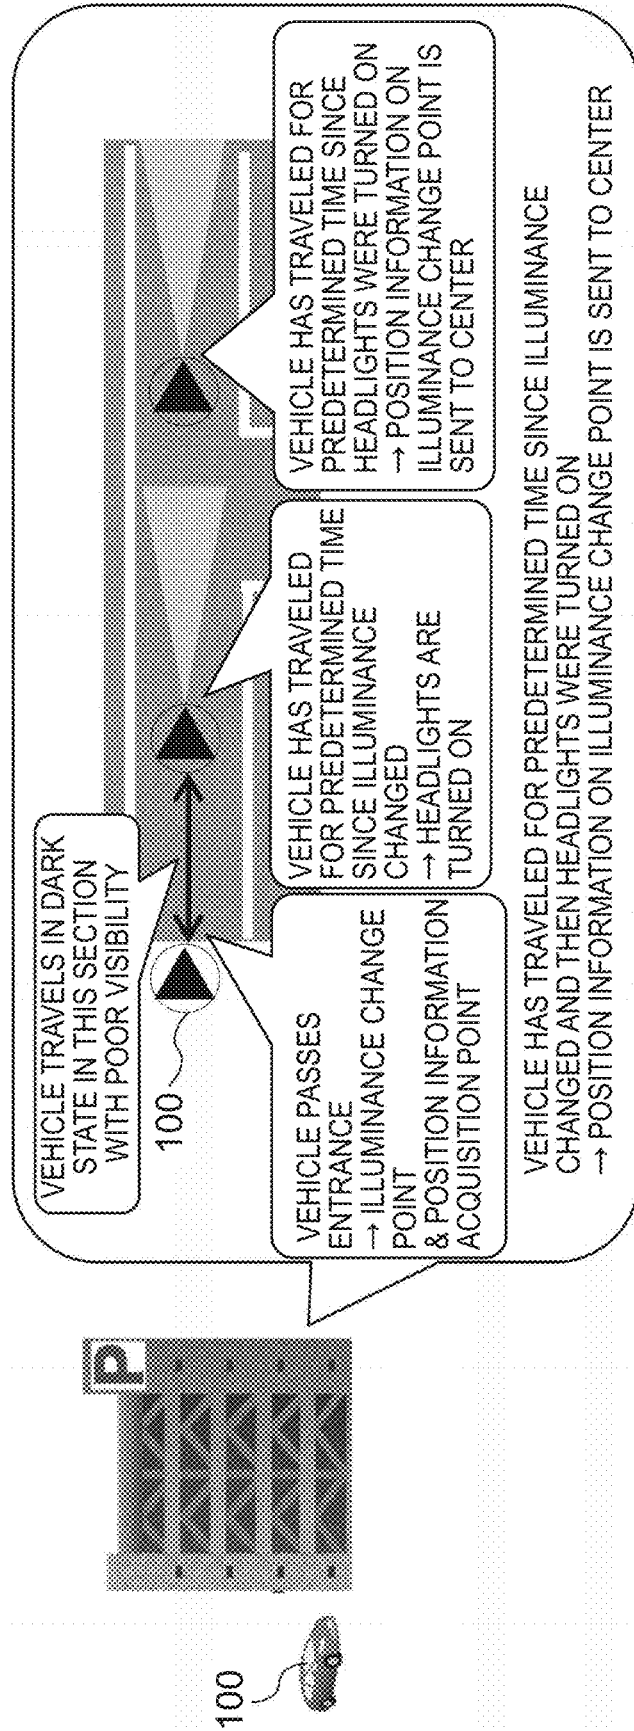 100
P
VEHICLE TRAVELS IN DARK
STATE IN THIS SECTION
WITH POOR VISIBILITY
100
VEHICLE PASSES
ENTRANCE
→ ILLUMINANCE CHANGE
POINT
& POSITION INFORMATION
ACQUISITION POINT
VEHICLE HAS TRAVELED
FOR PREDETERMINED TIME
SINCE ILLUMINANCE
CHANGED
→ HEADLIGHTS ARE
TURNED ON
VEHICLE HAS TRAVELED FOR
PREDETERMINED TIME SINCE
HEADLIGHTS WERE TURNED ON
→ POSITION INFORMATION ON
ILLUMINANCE CHANGE POINT IS
SENT TO CENTER
VEHICLE HAS TRAVELED FOR PREDETERMINED TIME SINCE ILLUMINANCE
CHANGED AND THEN HEADLIGHTS WERE TURNED ON
→ POSITION INFORMATION ON ILLUMINANCE CHANGE POINT IS SENT TO CENTER